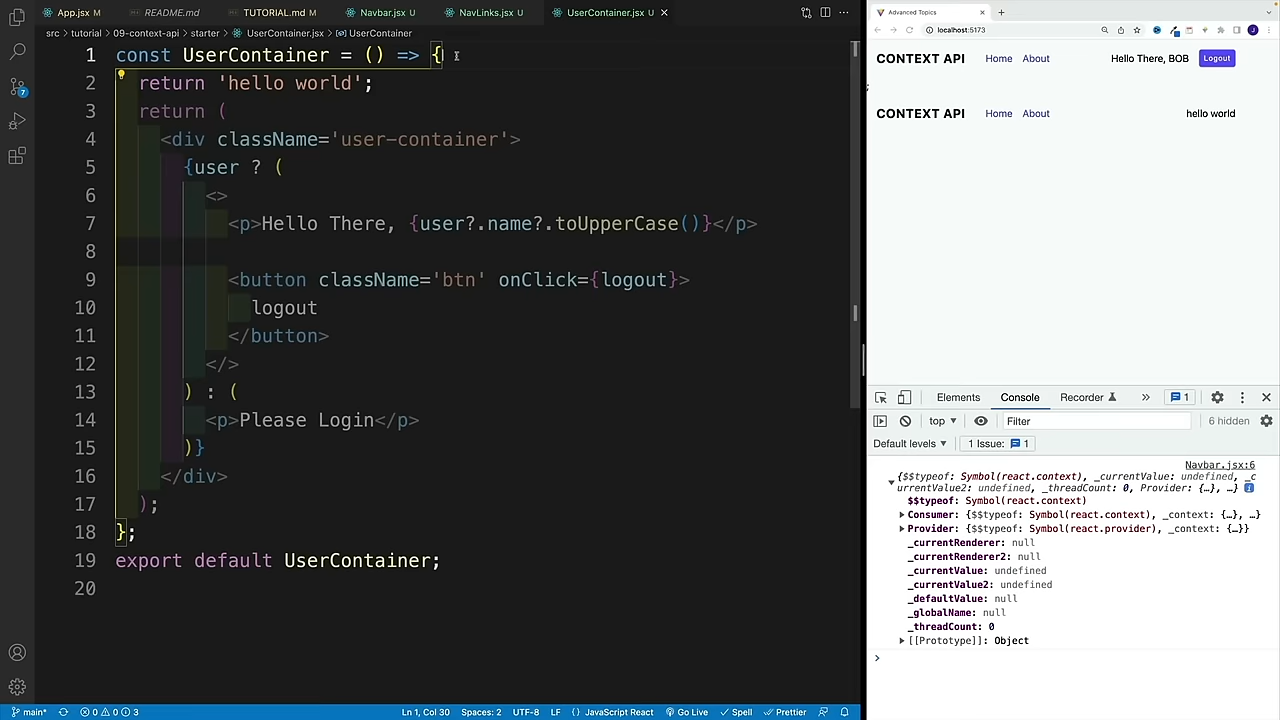 App.jsx M
README.md
TUTORIAL.md M
Navbar.jsx U
NavLinks.jsx U
UserContainer.jsx U
src > tutorial > 09-context-api > starter > UserContainer.jsx > UserContainer
1 const UserContainer = () => {
2 return 'hello world';
3 return (
4 <div className='user-container'>
5 {user ? (
6 <>
7 <p>Hello There, {user?.name?.toUpperCase()}</p>
8
9 <button className='btn' onClick={logout}>
10 logout
11 </button>
12 </>
13 ) : (
14 <p>Please Login</p>
15 )}
16 </div>
17 );
18 };
19 export default UserContainer;
20
7
main*
0 0 3
Ln 1, Col 30
Spaces: 2
UTF-8
LF
{} JavaScript React
Go Live
Spell
Prettier
Advanced Topics
localhost:5173
J
CONTEXT API Home About Hello There, BOB Logout
;
CONTEXT API Home About hello world
Elements Console Recorder » 1
top Filter 6 hidden
Default levels 1 Issue: 1
Navbar.jsx:6
{$$typeof: Symbol(react.context), _currentValue: undefined, _c
urrentValue2: undefined, _threadCount: 0, Provider: {…}, …} i
$$typeof: Symbol(react.context)
Consumer: {$$typeof: Symbol(react.context), _context: {…}, …}
Provider: {$$typeof: Symbol(react.provider), _context: {…}}
_currentRenderer: null
_currentRenderer2: null
_currentValue: undefined
_currentValue2: undefined
_defaultValue: null
_globalName: null
_threadCount: 0
[[Prototype]]: Object
>